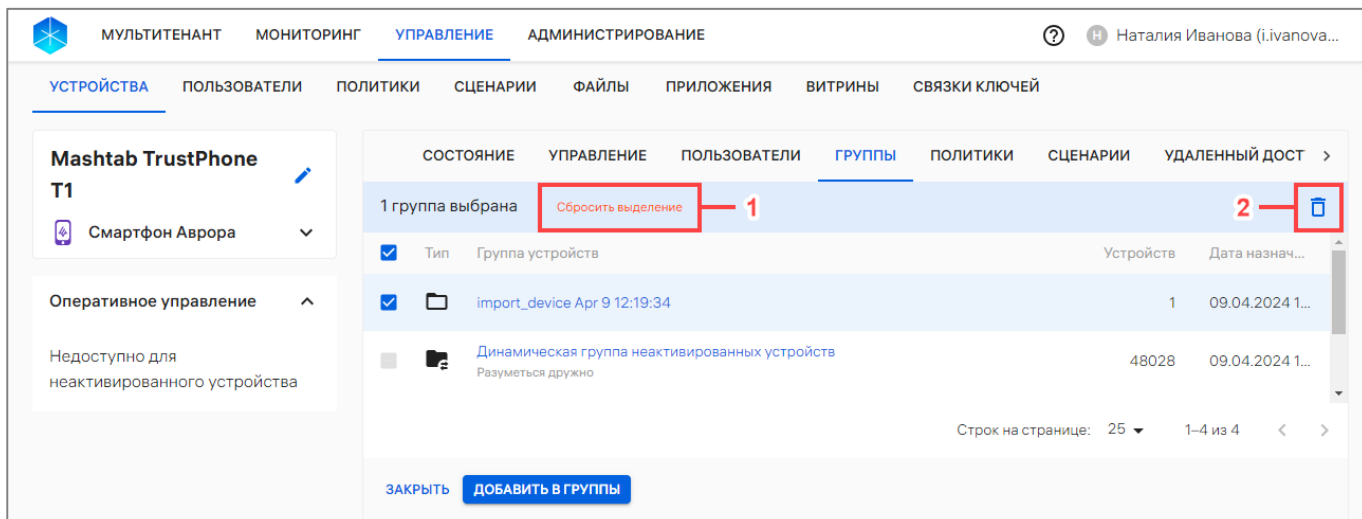 МУЛЬТИТЕНАНТ МОНИТОРИНГ УПРАВЛЕНИЕ АДМИНИСТРИРОВАНИЕ ? Н Наталия Иванова (i.ivanova...
УСТРОЙСТВА ПОЛЬЗОВАТЕЛИ ПОЛИТИКИ СЦЕНАРИИ ФАЙЛЫ ПРИЛОЖЕНИЯ ВИТРИНЫ СВЯЗКИ КЛЮЧЕЙ
Mashtab TrustPhone
T1
Смартфон Аврора
Оперативное управление
Недоступно для
неактивированного устройства
СОСТОЯНИЕ УПРАВЛЕНИЕ ПОЛЬЗОВАТЕЛИ ГРУППЫ ПОЛИТИКИ СЦЕНАРИИ УДАЛЕННЫЙ ДОСТ
1 группа выбрана Сбросить выделение 1 2
Тип Группа устройств Устройств Дата назнач...
import_device Apr 9 12:19:34 1 09.04.2024 1...
Динамическая группа неактивированных устройств 48028 09.04.2024 1...
Разуметься дружно
Строк на странице: 25 1–4 из 4
ЗАКРЫТЬ ДОБАВИТЬ В ГРУППЫ